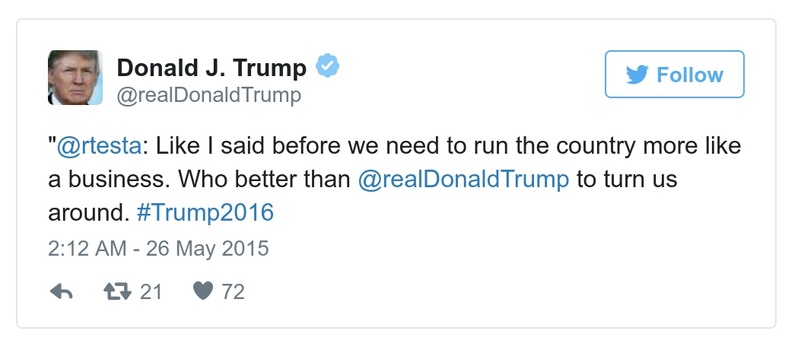 Donald J. Trump
@realDonaldTrump
Follow
"@rtesta: Like I said before we need to run the country more like
a business. Who better than @realDonaldTrump to turn us
around. #Trump2016
2:12 AM - 26 May 2015
21 72